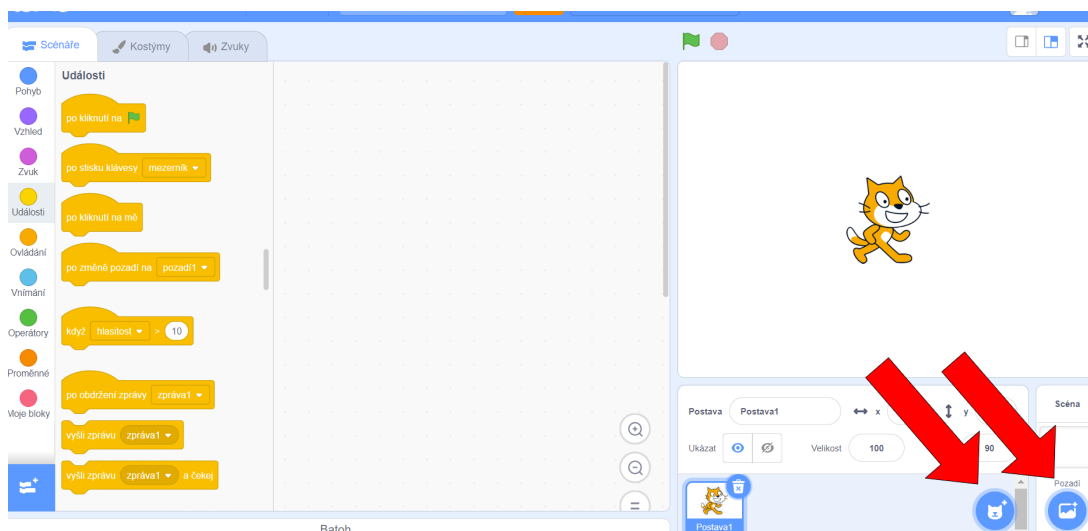 Scénáře
Kostýmy
Zvuky
Pohyb
Vzhled
Zvuk
Události
Ovládání
Vnímání
Operátory
Proměnné
Moje bloky
Události
po kliknutí na
po stisku klávesy mezerník
po kliknutí na mě
po změně pozadí na pozadí1
když hlasitost > 10
po obdržení zprávy zpráva1
vyšli zprávu zpráva1
vyšli zprávu zpráva1 a čekej
Batoh
Postava Postava1 x y
Ukázat Velikost 100 90
Postava1
Scéna
Pozadí